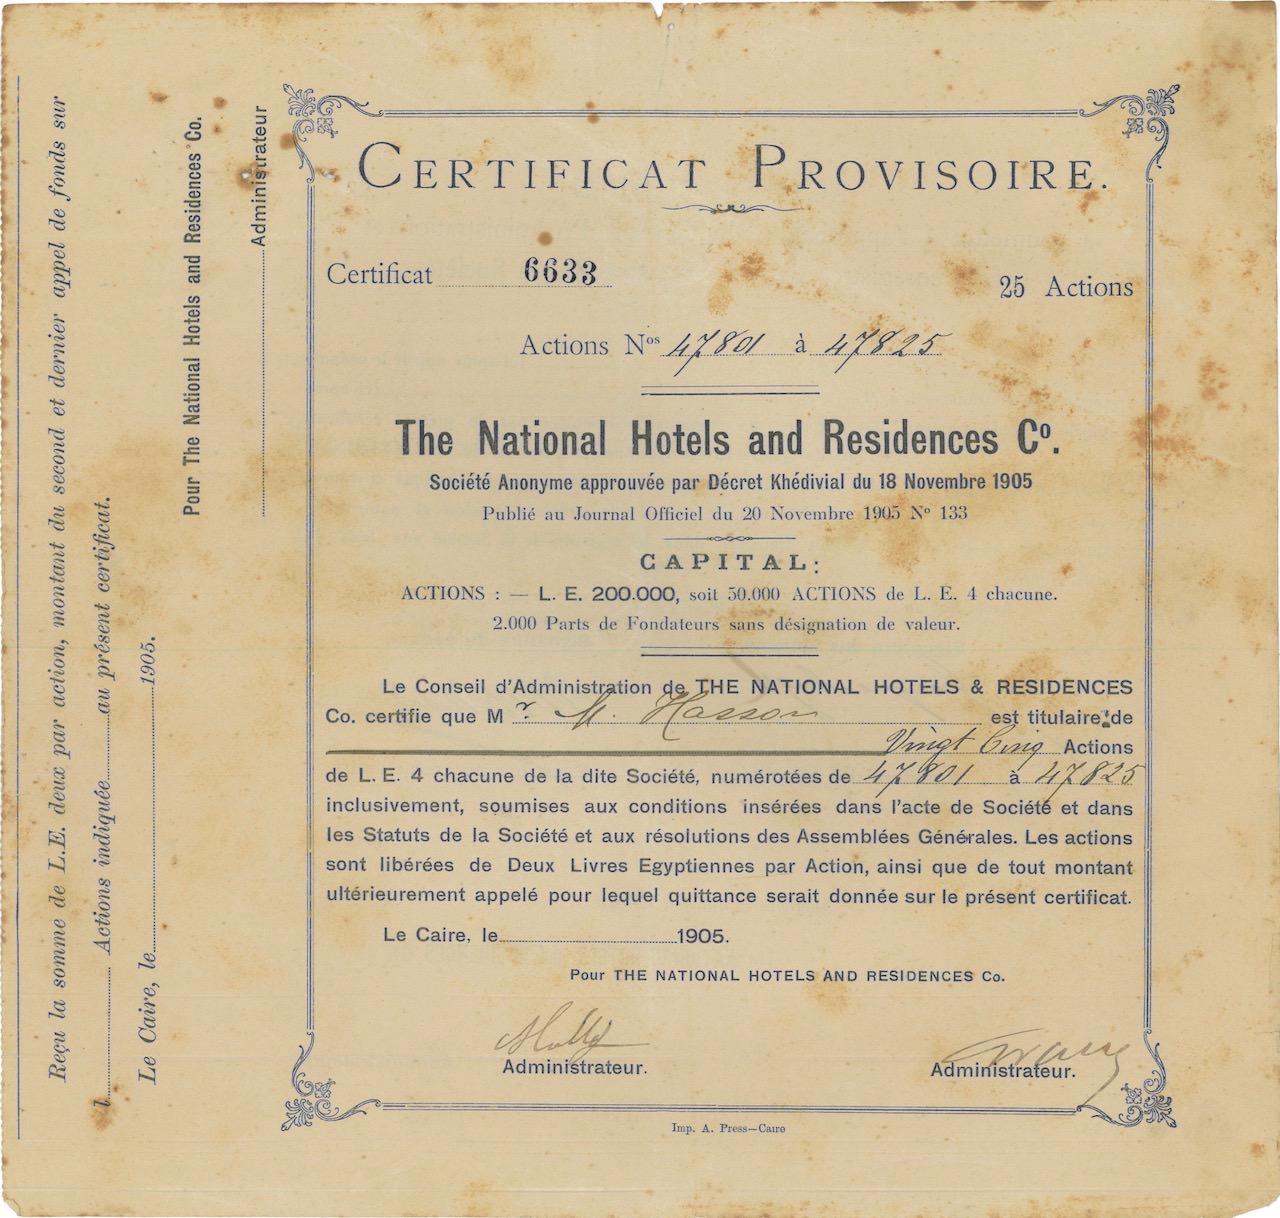 CERTIFICAT PROVISOIRE.
Certificat 6633
25 Actions
Actions Nos 47801 à 47825
The National Hotels and Residences Co.
Société Anonyme approuvée par Décret Khédivial du 18 Novembre 1905
Publié au Journal Officiel du 20 Novembre 1905 No 133
CAPITAL:
ACTIONS : — L. E. 200.000, soit 50.000 ACTIONS de L. E. 4 chacune.
2.000 Parts de Fondateurs sans désignation de valeur.
Le Conseil d'Administration de THE NATIONAL HOTELS & RESIDENCES
Co. certifie que Mr M. Hasson est titulaire de
Vingt Cinq Actions
de L. E. 4 chacune de la dite Société, numérotées de 47801 à 47825
inclusivement, soumises aux conditions insérées dans l'acte de Société et dans
les Statuts de la Société et aux résolutions des Assemblées Générales. Les actions
sont libérées de Deux Livres Egyptiennes par Action, ainsi que de tout montant
ultérieurement appelé pour lequel quittance serait donnée sur le présent certificat.
Le Caire, le 1905.
Pour THE NATIONAL HOTELS AND RESIDENCES Co.
Administrateur.
Administrateur.
Imp. A. Press—Caire
Reçu la somme de L.E. deux par action, montant du second et dernier appel de fonds sur
l Actions indiquée au présent certificat.
Le Caire, le 1905.
Pour The National Hotels and Residences Co.
Administrateur